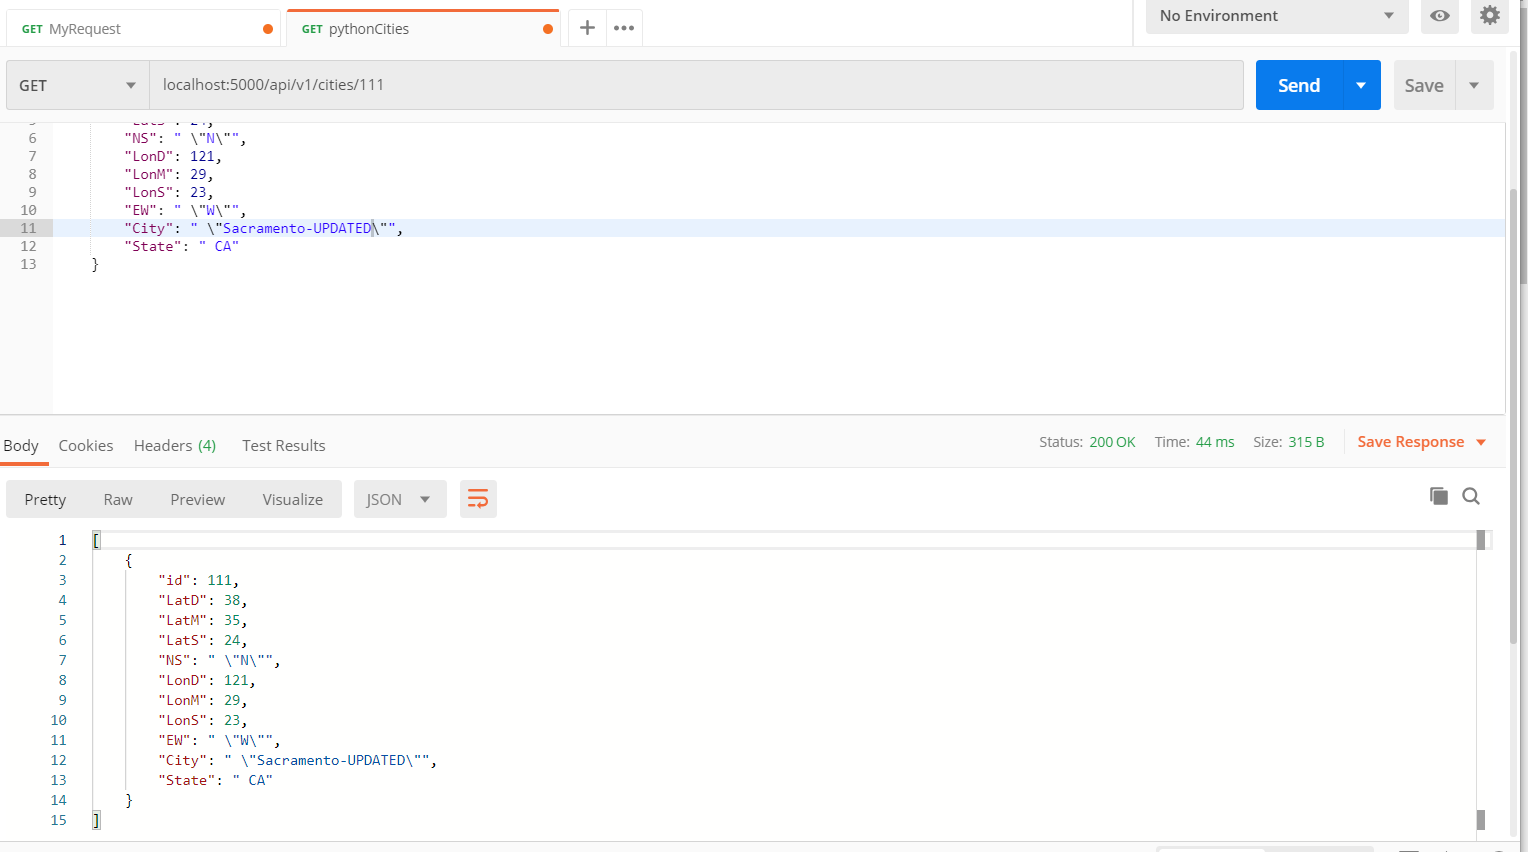 GET MyRequest
GET pythonCities
No Environment
GET
localhost:5000/api/v1/cities/111
Send
Save
6 "NS": " \"N\"",
7 "LonD": 121,
8 "LonM": 29,
9 "LonS": 23,
10 "EW": " \"W\"",
11 "City": " \"Sacramento-UPDATED\"",
12 "State": " CA"
13 }
Body Cookies Headers (4) Test Results
Status: 200 OK Time: 44 ms Size: 315 B Save Response
Pretty Raw Preview Visualize JSON
1 [
2 {
3 "id": 111,
4 "LatD": 38,
5 "LatM": 35,
6 "LatS": 24,
7 "NS": " \"N\"",
8 "LonD": 121,
9 "LonM": 29,
10 "LonS": 23,
11 "EW": " \"W\"",
12 "City": " \"Sacramento-UPDATED\"",
13 "State": " CA"
14 }
15 ]